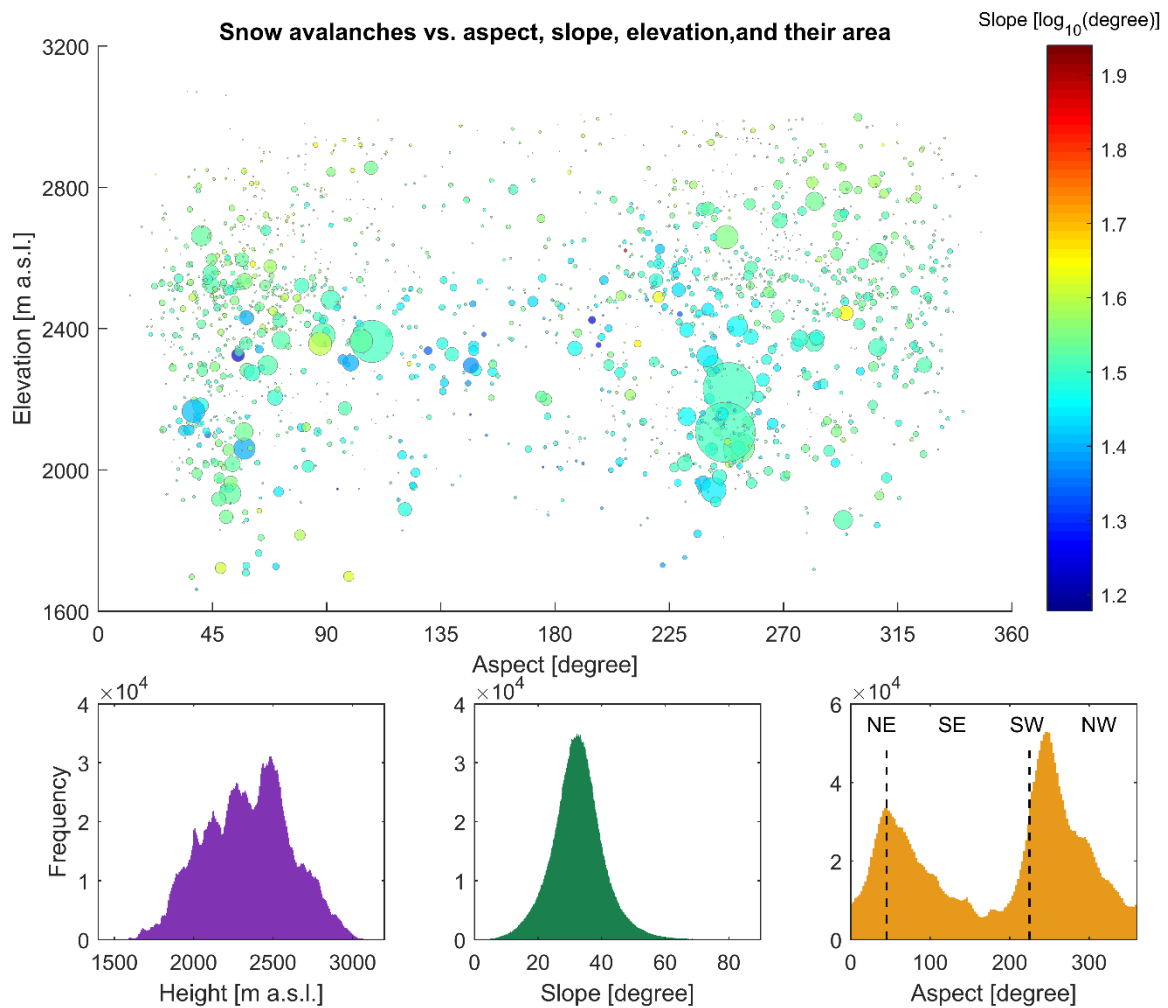 Slope [log10(degree)]
Snow avalanches vs. aspect, slope, elevation,and their area
3200
2800
2400
2000
1600
Elevation [m a.s.l.]
0 45 90 135 180 225 270 315 360
Aspect [degree]
1.9
1.8
1.7
1.6
1.5
1.4
1.3
1.2
×10^4
4
3
2
1
0
Frequency
1400 2000 2500 3000
Height [m a.s.l.]
×10^4
4
3
2
1
0
0 20 40 60 80
Slope [degree]
×10^4
6
4
2
0
NE SE SW NW
0 100 200 300
Aspect [degree]